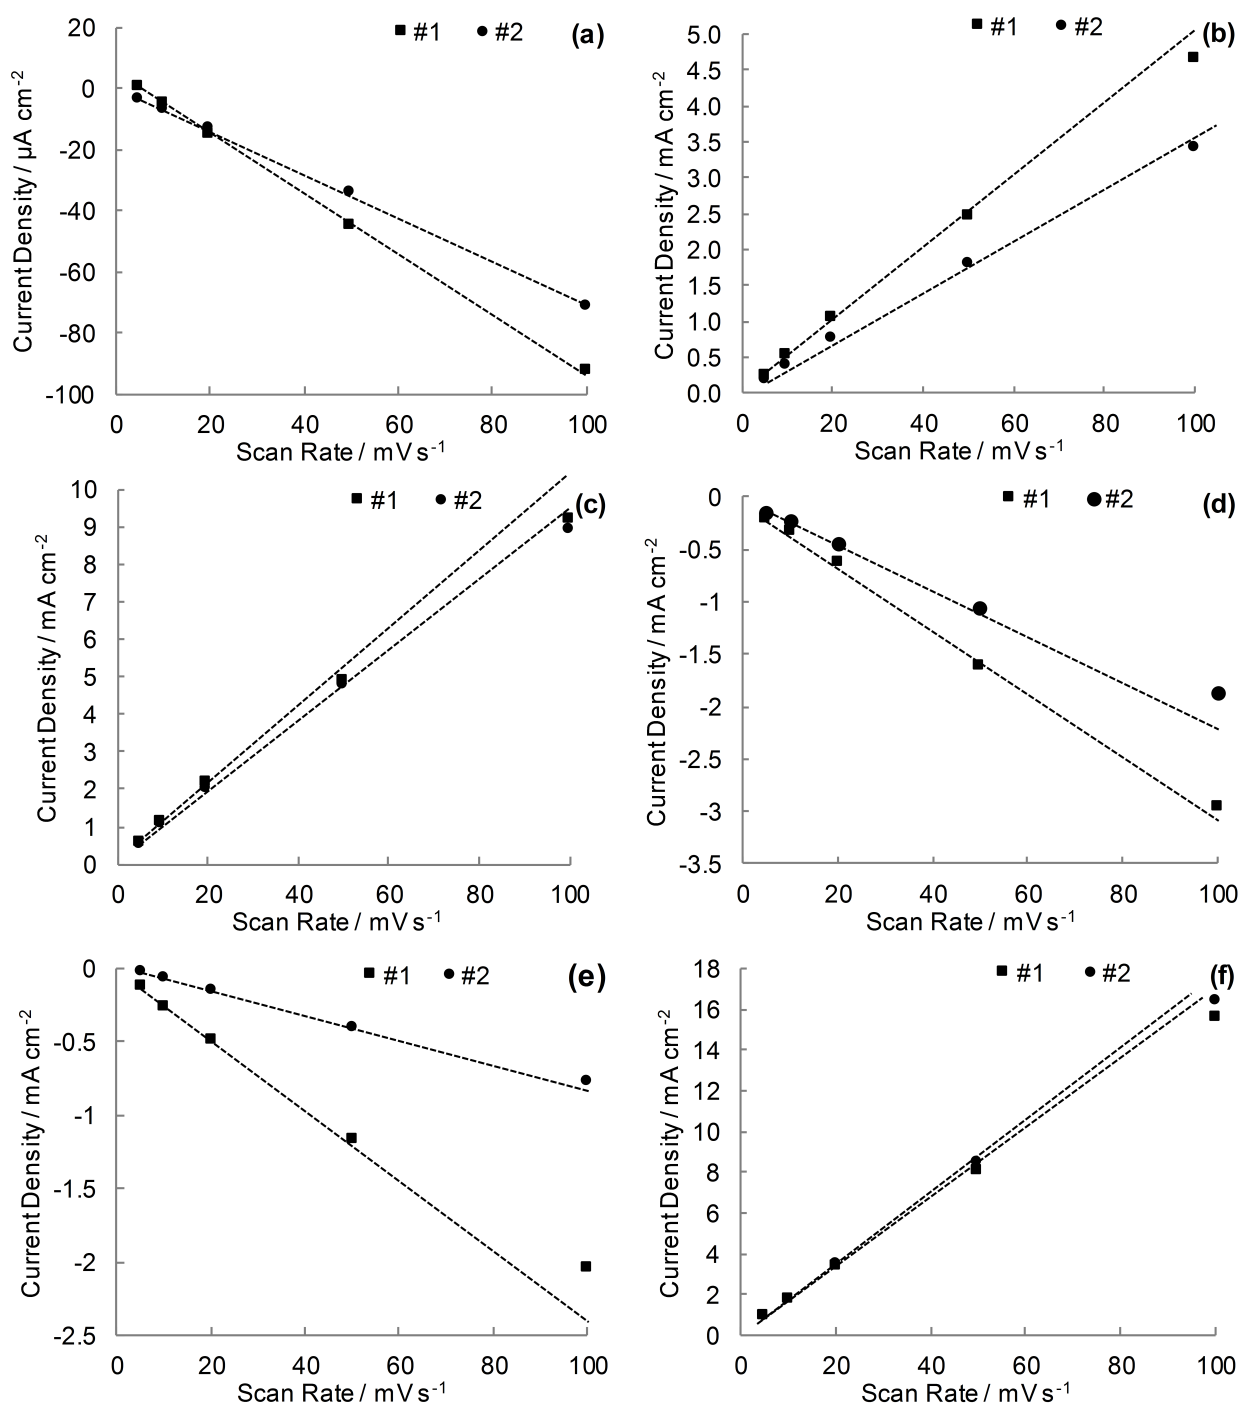 #1 #2 (a)
20
0
-20
-40
-60
-80
-100
0 20 40 60 80 100
Scan Rate / mV s-1
Current Density / µA cm-2
#1 #2 (b)
5.0
4.5
4.0
3.5
3.0
2.5
2.0
1.5
1.0
0.5
0.0
0 20 40 60 80 100
Scan Rate / mV s-1
Current Density / mA cm-2
#1 #2 (c)
10
9
8
7
6
5
4
3
2
1
0
0 20 40 60 80 100
Scan Rate / mV s-1
Current Density / mA cm-2
#1 #2 (d)
0
-0.5
-1
-1.5
-2
-2.5
-3
-3.5
0 20 40 60 80 100
Scan Rate / mV s-1
Current Density / mA cm-2
#1 #2 (e)
0
-0.5
-1
-1.5
-2
-2.5
0 20 40 60 80 100
Scan Rate / mV s-1
Current Density / mA cm-2
#1 #2 (f)
18
16
14
12
10
8
6
4
2
0
0 20 40 60 80 100
Scan Rate / mV s-1
Current Density / mA cm-2